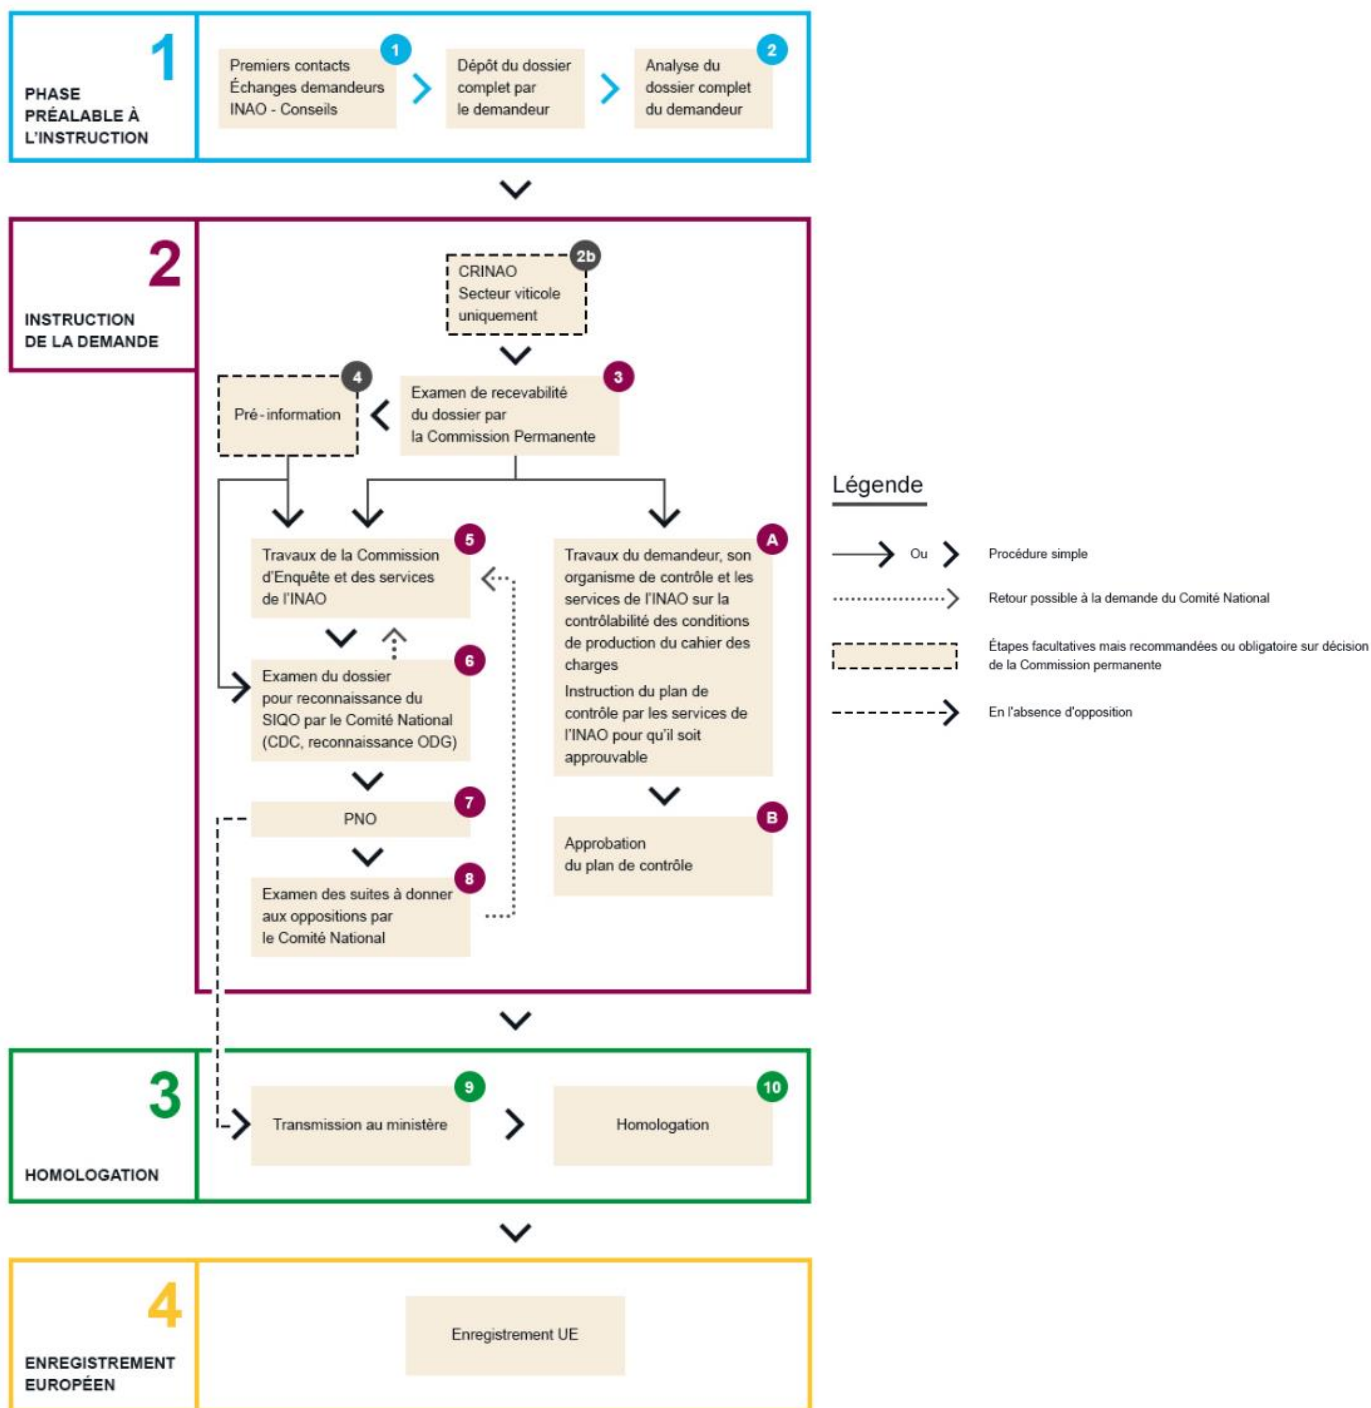 1
PHASE
PRÉALABLE À
L'INSTRUCTION
1
Premiers contacts
Échanges demandeurs
INAO - Conseils
Dépôt du dossier
complet par
le demandeur
2
Analyse du
dossier complet
du demandeur
2
INSTRUCTION
DE LA DEMANDE
2b
CRINAO
Secteur viticole
uniquement
4
Pré-information
3
Examen de recevabilité
du dossier par
la Commission Permanente
5
Travaux de la Commission
d'Enquête et des services
de l'INAO
6
Examen du dossier
pour reconnaissance du
SIQO par le Comité National
(CDC, reconnaissance ODG)
7
PNO
8
Examen des suites à donner
aux oppositions par
le Comité National
A
Travaux du demandeur, son
organisme de contrôle et les
services de l'INAO sur la
contrôlabilité des conditions
de production du cahier des
charges
Instruction du plan de
contrôle par les services de
l'INAO pour qu'il soit
approuvable
B
Approbation
du plan de contrôle
Légende
Ou
Procédure simple
Retour possible à la demande du Comité National
Étapes facultatives mais recommandées ou obligatoire sur décision
de la Commission permanente
En l'absence d'opposition
3
HOMOLOGATION
9
Transmission au ministère
10
Homologation
4
ENREGISTREMENT
EUROPÉEN
Enregistrement UE